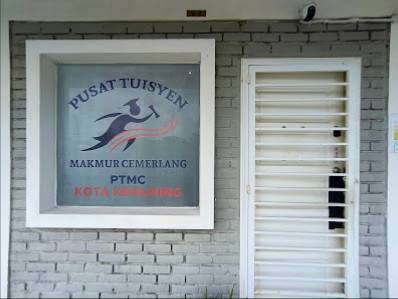 PUSAT TUISYEN
MAKMUR CEMERLANG
PTMC
KOTA KEMUNING